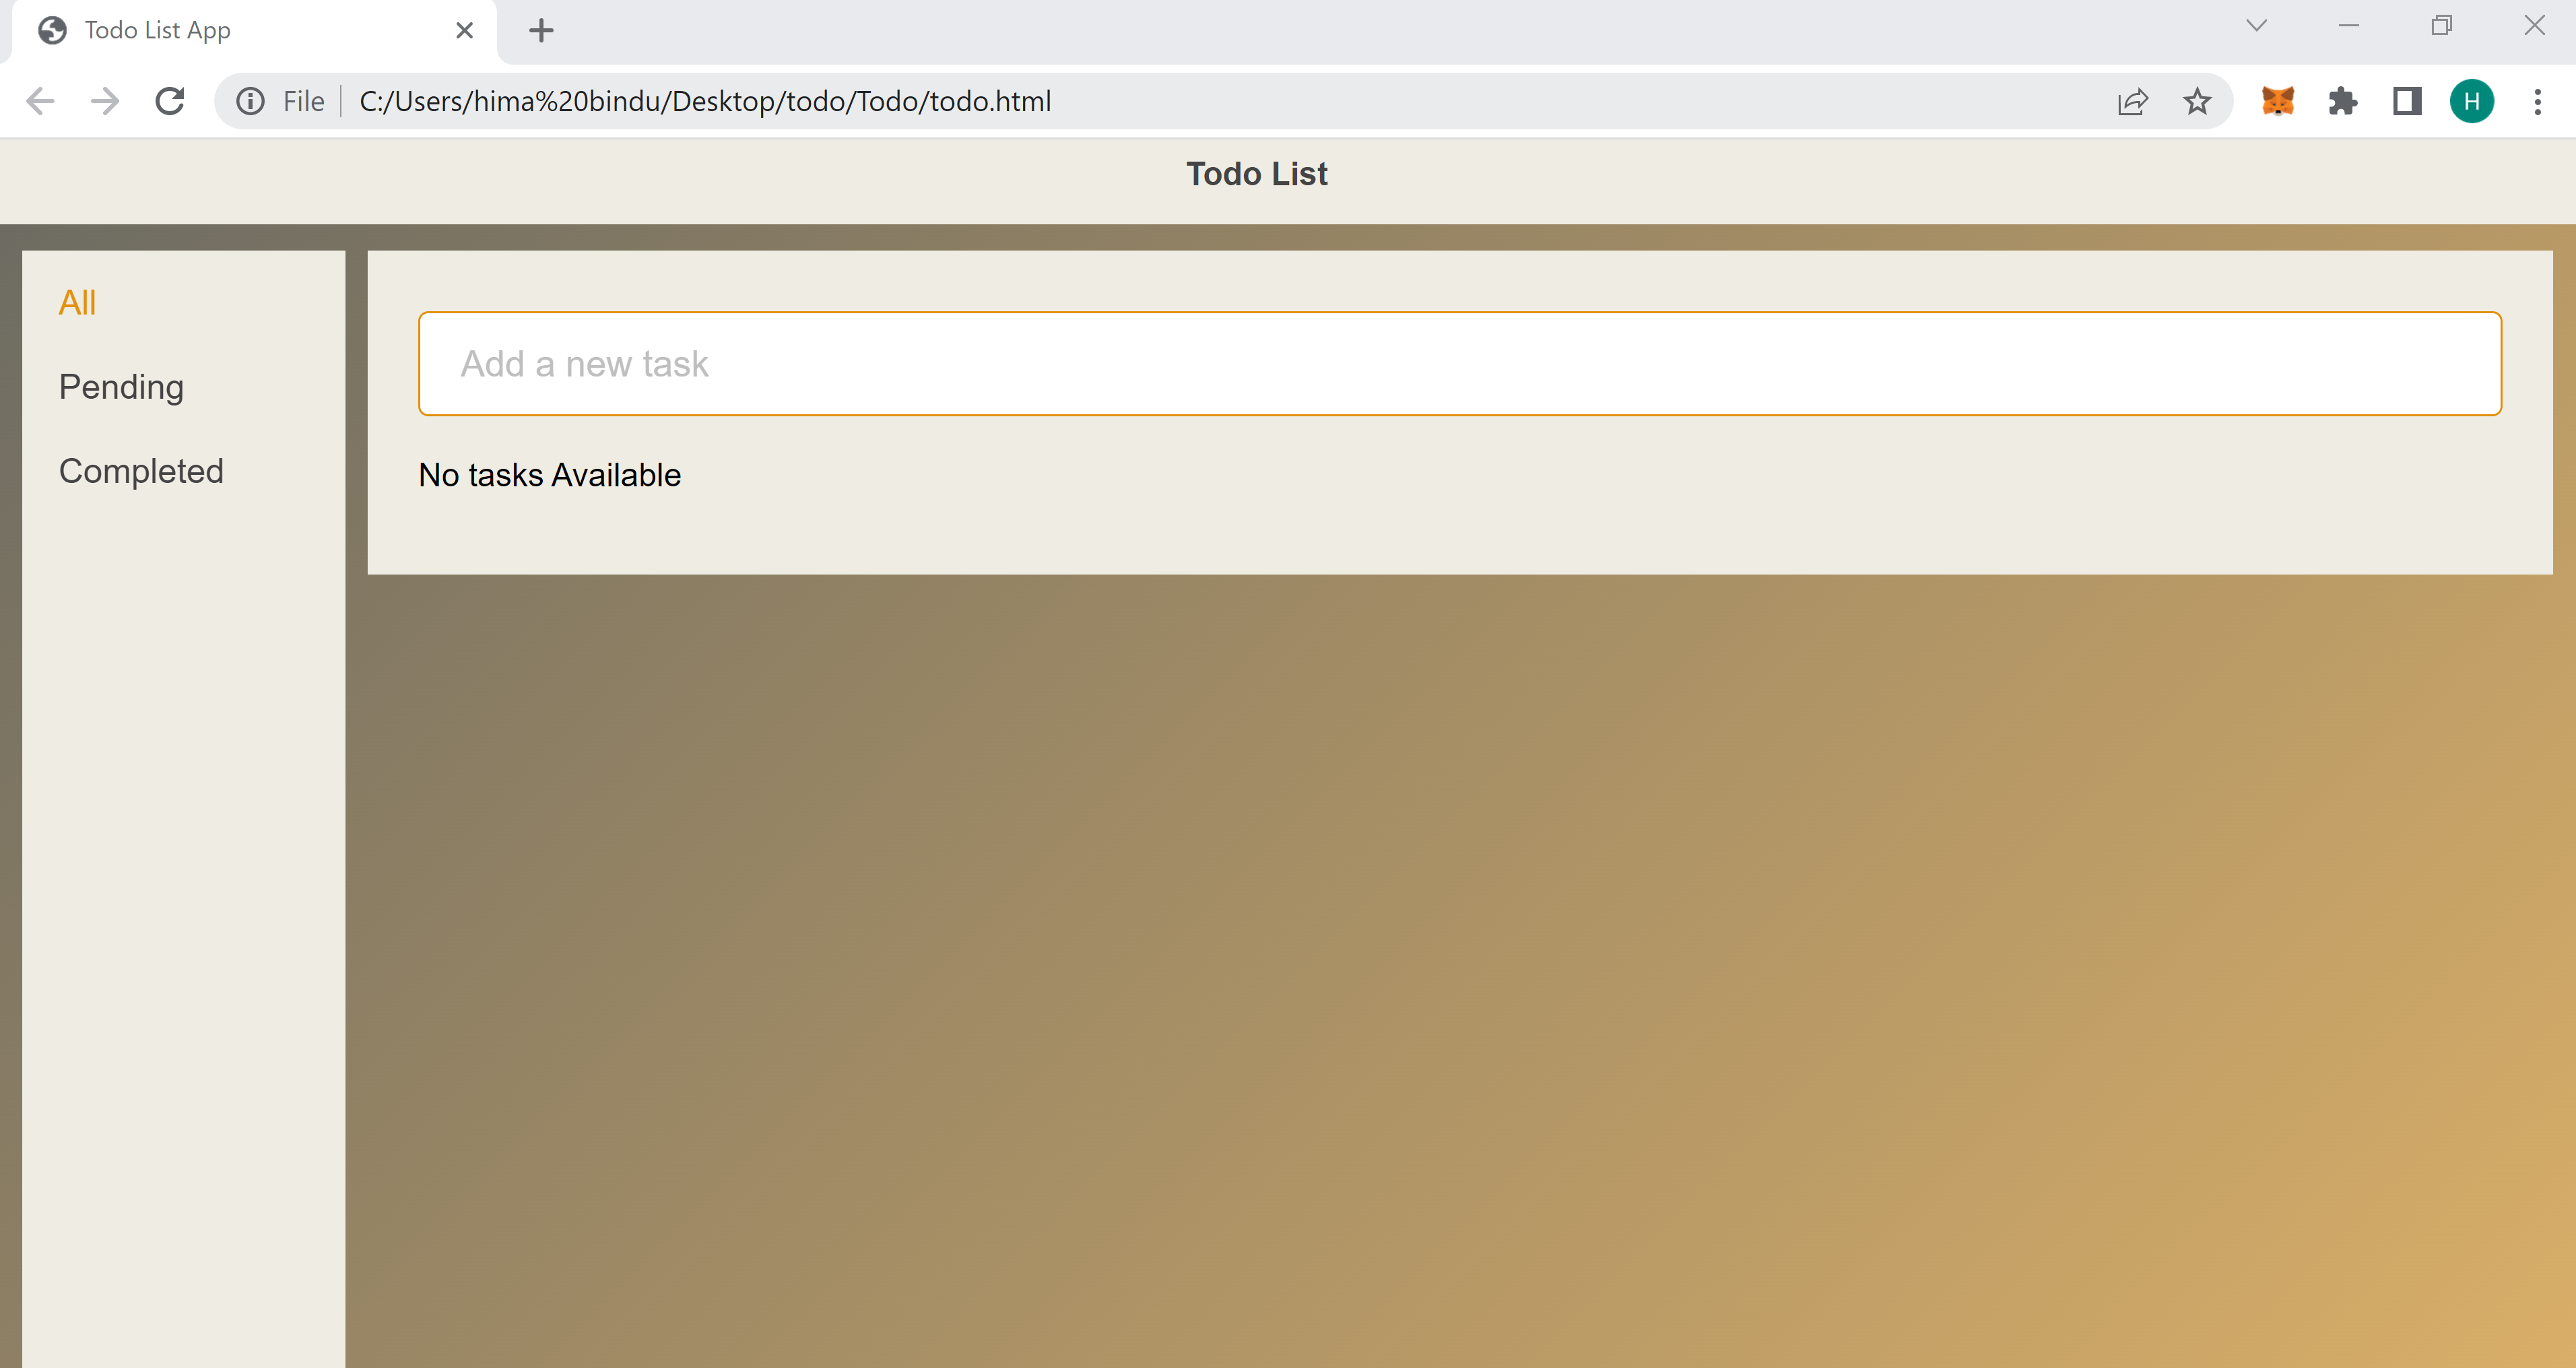 Todo List App
File C:/Users/hima%20bindu/Desktop/todo/Todo/todo.html
H
Todo List
All
Pending
Completed
Add a new task
No tasks Available